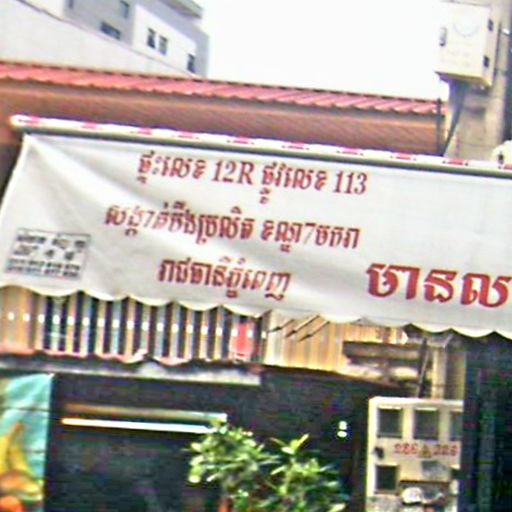 ផ្ទះលេខ 12R ផ្លូវលេខ 113
សង្កាត់បឹងប្រលិត ខណ្ឌ7មករា
រាជធានីភ្នំពេញ
មានល